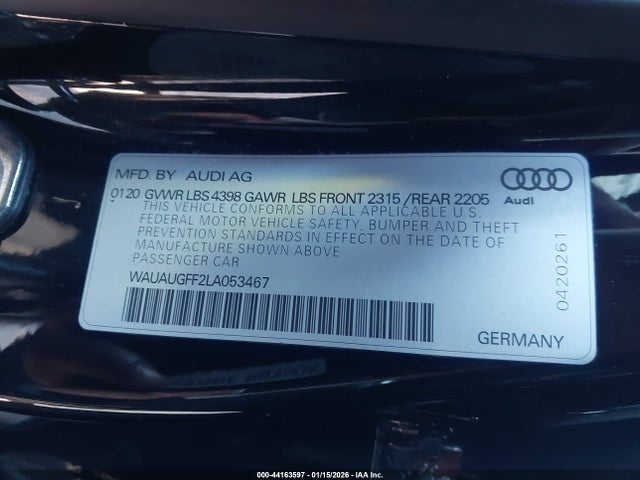 MFD. BY AUDI AG
0120 GVWR LBS 4398 GAWR LBS FRONT 2315 /REAR 2205
THIS VEHICLE CONFORMS TO ALL APPLICABLE U.S.
FEDERAL MOTOR VEHICLE SAFETY, BUMPER AND THEFT
PREVENTION STANDARDS IN EFFECT ON THE DATE OF
MANUFACTURE SHOWN ABOVE
PASSENGER CAR
WAUAUGFF2LA053467
Audi
0420261
GERMANY
000-44163597 - 01/15/2026 - IAA Inc.